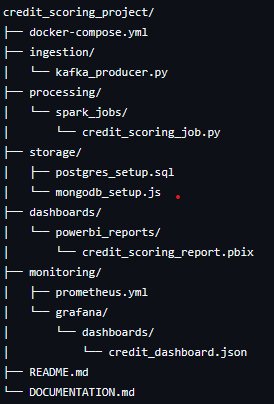 credit_scoring_project/
├── docker-compose.yml
├── ingestion/
│   └── kafka_producer.py
├── processing/
│   └── spark_jobs/
│       └── credit_scoring_job.py
├── storage/
│   ├── postgres_setup.sql
│   └── mongodb_setup.js
├── dashboards/
│   └── powerbi_reports/
│       └── credit_scoring_report.pbix
├── monitoring/
│   ├── prometheus.yml
│   └── grafana/
│       └── dashboards/
│           └── credit_dashboard.json
├── README.md
└── DOCUMENTATION.md